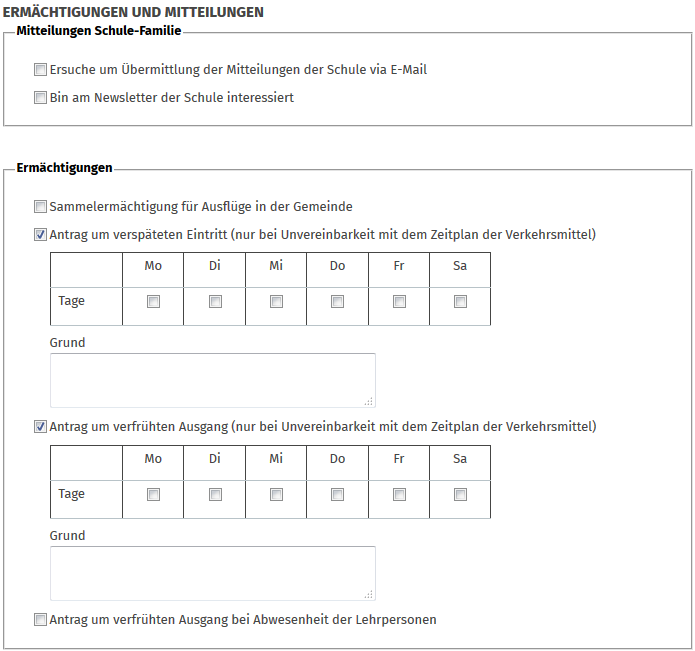 ERMÄCHTIGUNGEN UND MITTEILUNGEN
Mitteilungen Schule-Familie
Ersuche um Übermittlung der Mitteilungen der Schule via E-Mail
Bin am Newsletter der Schule interessiert
Ermächtigungen
Sammelermächtigung für Ausflüge in der Gemeinde
Antrag um verspäteten Eintritt (nur bei Unvereinbarkeit mit dem Zeitplan der Verkehrsmittel)
Mo Di Mi Do Fr Sa
Tage
Grund
Antrag um verfrühten Ausgang (nur bei Unvereinbarkeit mit dem Zeitplan der Verkehrsmittel)
Mo Di Mi Do Fr Sa
Tage
Grund
Antrag um verfrühten Ausgang bei Abwesenheit der Lehrpersonen